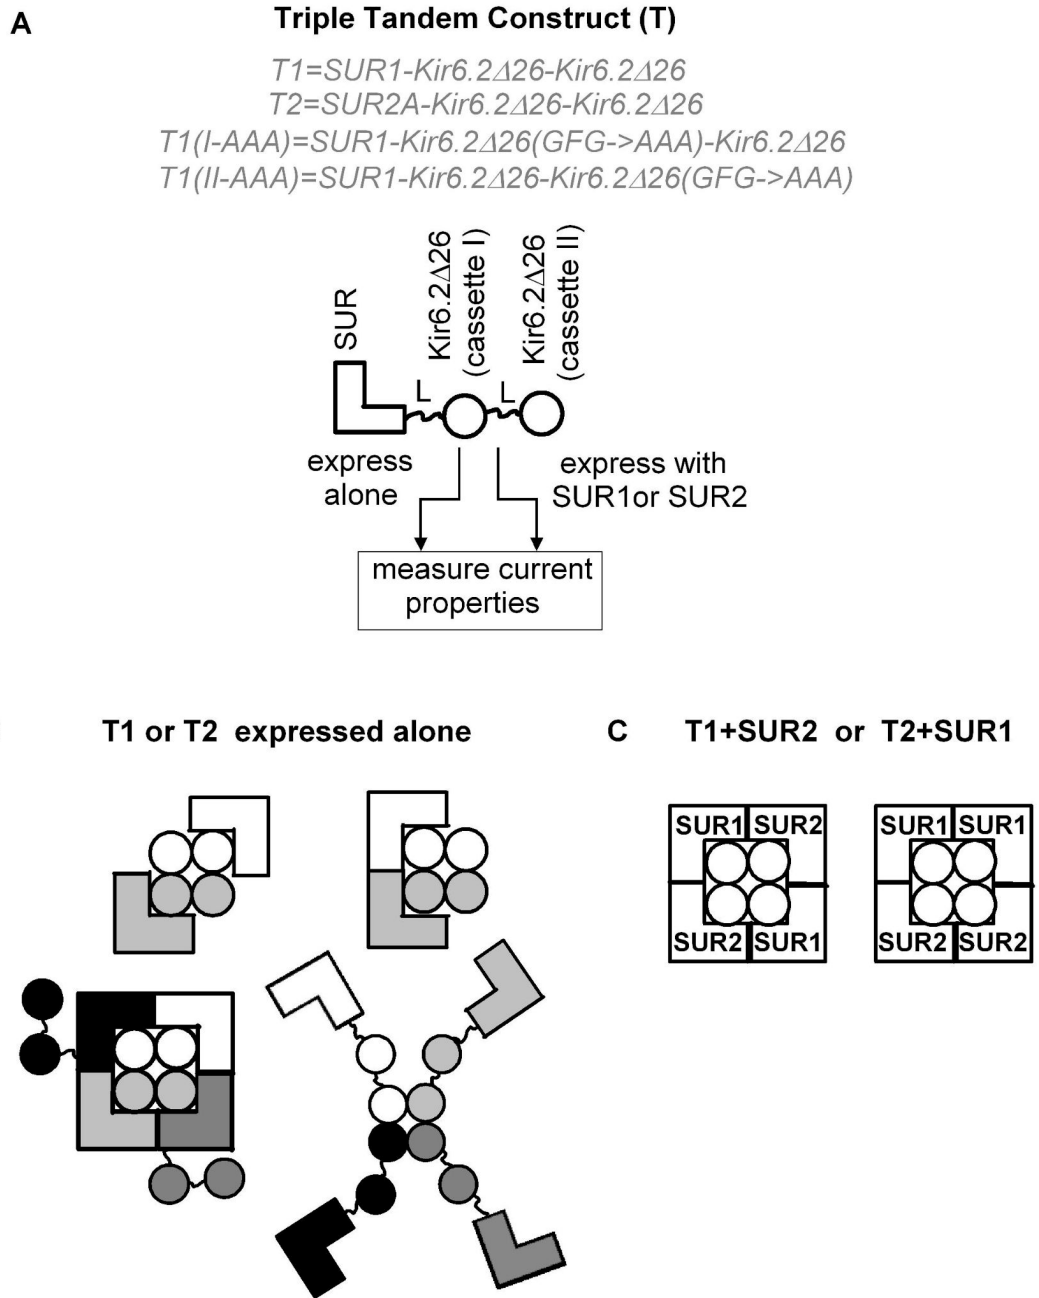 A
Triple Tandem Construct (T)
T1=SUR1-Kir6.2Δ26-Kir6.2Δ26
T2=SUR2A-Kir6.2Δ26-Kir6.2Δ26
T1(I-AAA)=SUR1-Kir6.2Δ26(GFG->AAA)-Kir6.2Δ26
T1(II-AAA)=SUR1-Kir6.2Δ26-Kir6.2Δ26(GFG->AAA)
SUR
Kir6.2Δ26
(cassette I)
Kir6.2Δ26
(cassette II)
L
L
express
alone
express with
SUR1or SUR2
measure current
properties
T1 or T2 expressed alone
C
T1+SUR2 or T2+SUR1
SUR1 SUR2
SUR2 SUR1
SUR1 SUR1
SUR2 SUR2